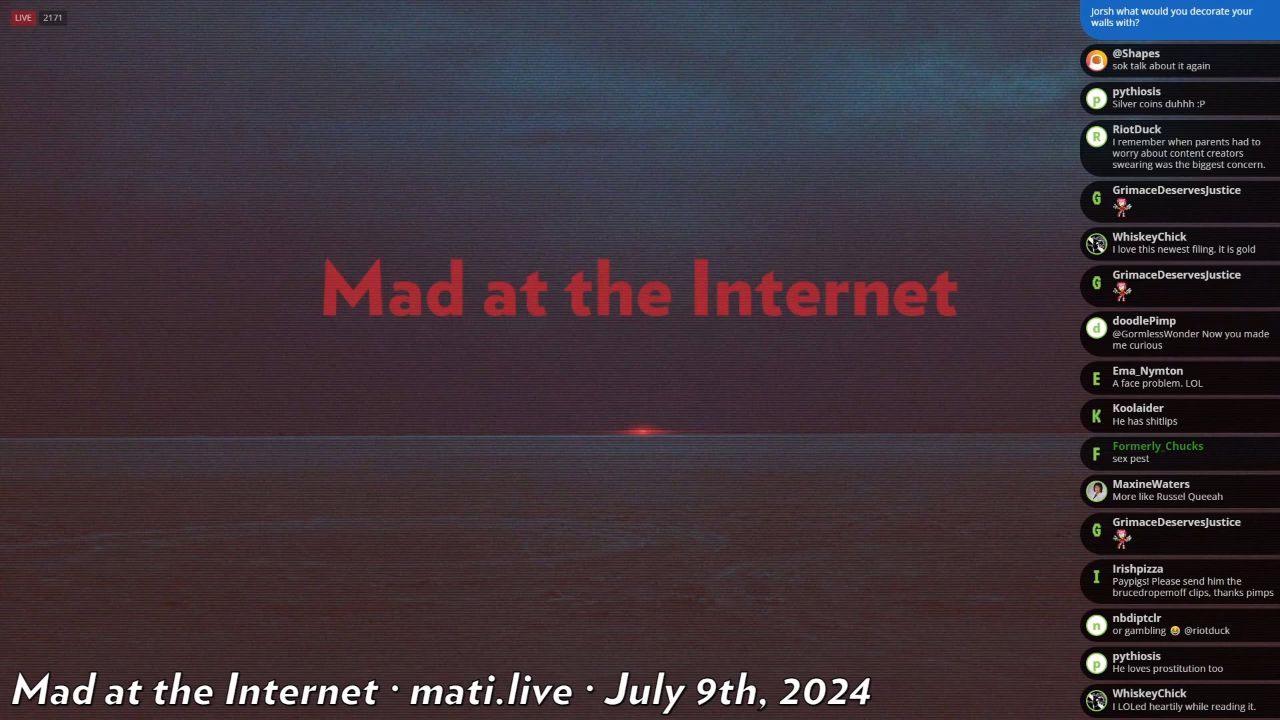 LIVE 2171
Mad at the Internet
Mad at the Internet · mati.live · July 9th, 2024
Jorsh what would you decorate your
walls with?
@Shapes
sok talk about it again
pythiosis
Silver coins duhhh :P
RiotDuck
I remember when parents had to
worry about content creators
swearing was the biggest concern.
GrimaceDeservesJustice
WhiskeyChick
I love this newest filing, it is gold
GrimaceDeservesJustice
doodlePimp
@GormlessWonder Now you made
me curious
Ema_Nymton
A face problem. LOL
Koolaider
He has shitlips
Formerly_Chucks
sex pest
MaxineWaters
More like Russel Queeah
GrimaceDeservesJustice
Irishpizza
Paypigs! Please send him the
brucedropemoff clips, thanks pimps
nbdiptclr
or gambling 😆 @riotduck
pythiosis
He loves prostitution too
WhiskeyChick
I LOLed heartily while reading it.